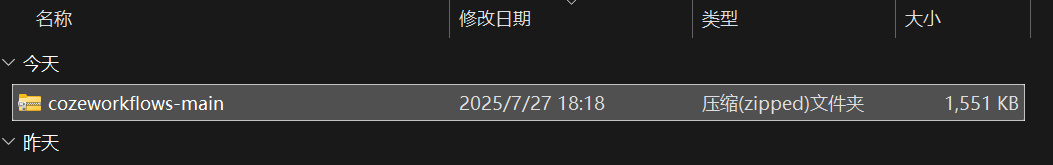 名称 修改日期 类型 大小
今天
cozeworkflows-main 2025/7/27 18:18 压缩(zipped)文件夹 1,551 KB
昨天